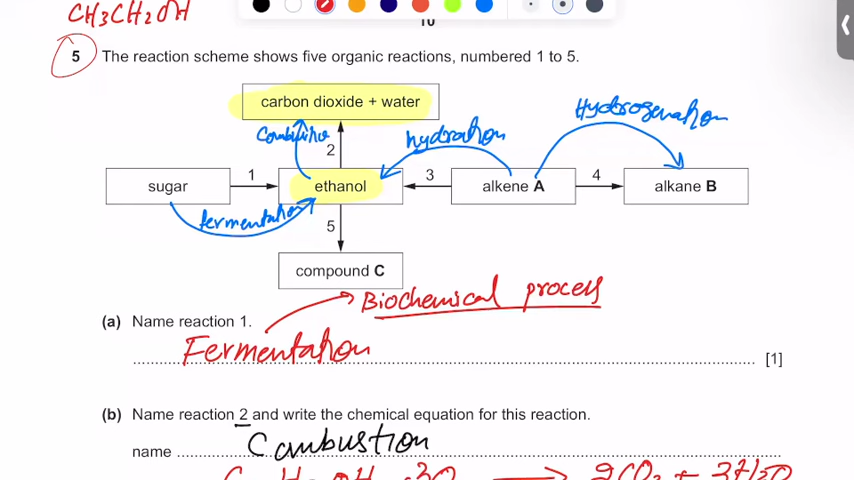 CH3CH2OH
10
5 The reaction scheme shows five organic reactions, numbered 1 to 5.
carbon dioxide + water
Hydrogenation
hydration
2
1
3
4
sugar
ethanol
alkene A
alkane B
fermentation
5
compound C
Biochemical process
(a) Name reaction 1.
Fermentation
[1]
(b) Name reaction 2 and write the chemical equation for this reaction.
Combustion
name
2CO2 + 3H2O